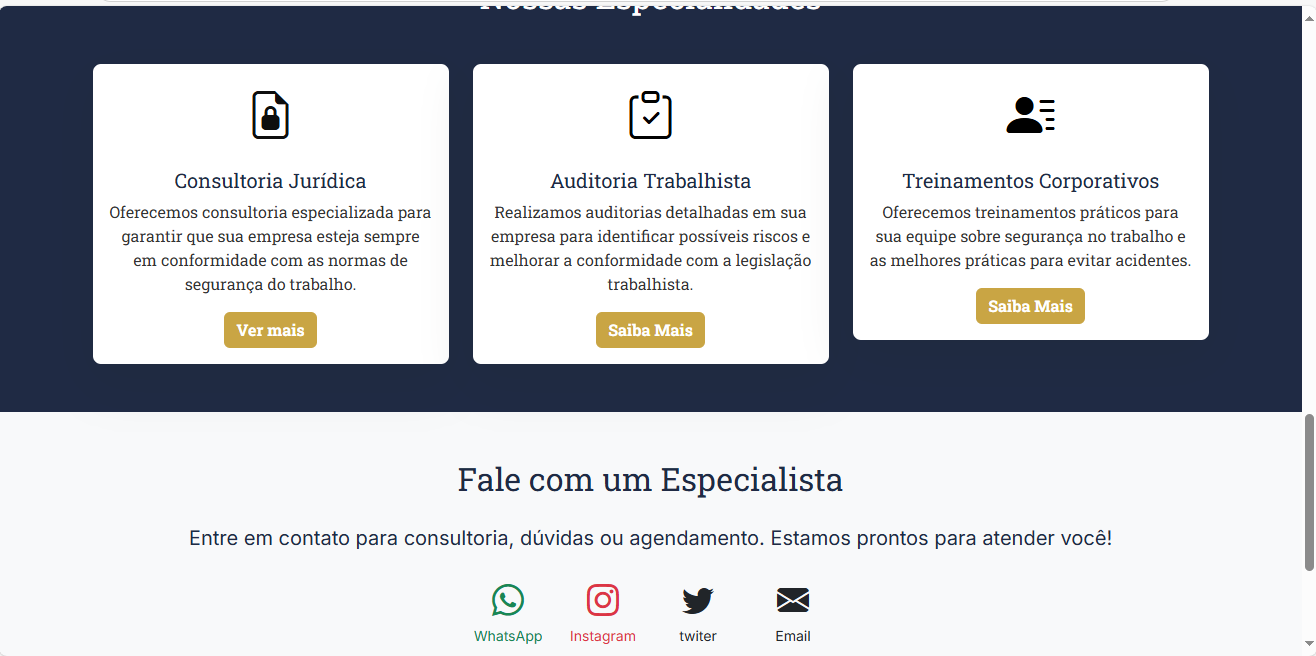 Nossas Especialidades
Consultoria Jurídica
Oferecemos consultoria especializada para
garantir que sua empresa esteja sempre
em conformidade com as normas de
segurança do trabalho.
Ver mais
Auditoria Trabalhista
Realizamos auditorias detalhadas em sua
empresa para identificar possíveis riscos e
melhorar a conformidade com a legislação
trabalhista.
Saiba Mais
Treinamentos Corporativos
Oferecemos treinamentos práticos para
sua equipe sobre segurança no trabalho e
as melhores práticas para evitar acidentes.
Saiba Mais
Fale com um Especialista
Entre em contato para consultoria, dúvidas ou agendamento. Estamos prontos para atender você!
WhatsApp
Instagram
twiter
Email